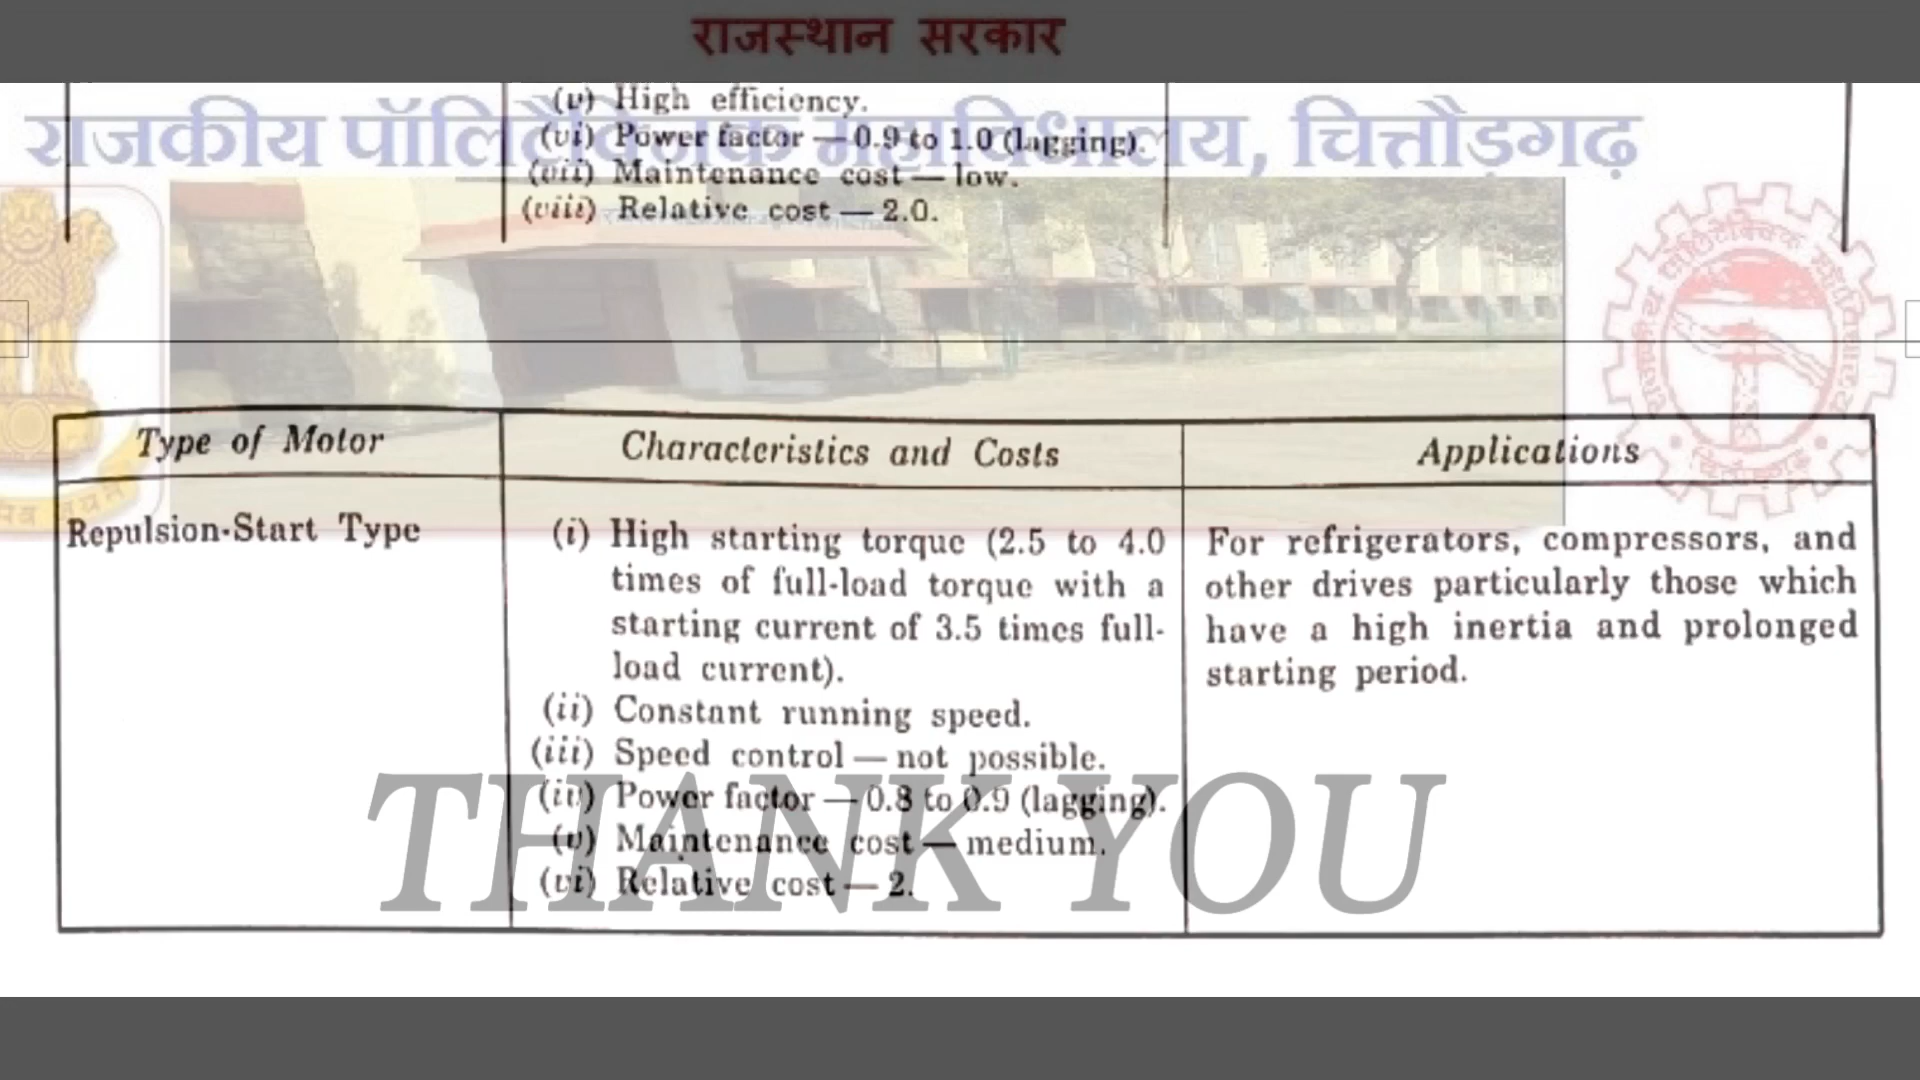 राजस्थान सरकार
(v) High efficiency.
राजकीय पॉलिटेक्निक महाविद्यालय, चित्तौड़गढ़
(vi) Power factor — 0.9 to 1.0 (lagging).
(vii) Maintenance cost — low.
(viii) Relative cost — 2.0.
Type of Motor
Characteristics and Costs
Applications
Repulsion-Start Type
(i) High starting torque (2.5 to 4.0
times of full-load torque with a
starting current of 3.5 times full-
load current).
(ii) Constant running speed.
(iii) Speed control — not possible.
(iv) Power factor — 0.8 to 0.9 (lagging).
(v) Maintenance cost — medium.
(vi) Relative cost — 2.
For refrigerators, compressors, and
other drives particularly those which
have a high inertia and prolonged
starting period.
THANK YOU